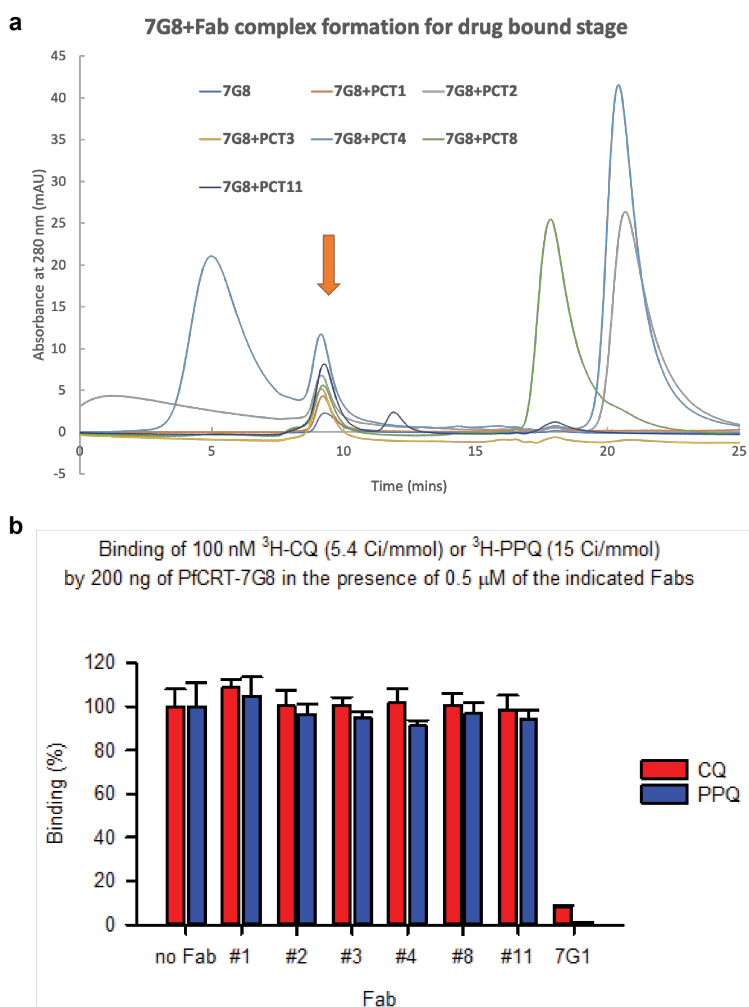 a
7G8+Fab complex formation for drug bound stage
45
40
35
30
25
20
15
10
5
0
-5
Absorbance at 280 nm (mAU)
7G8 7G8+PCT1 7G8+PCT2
7G8+PCT3 7G8+PCT4 7G8+PCT8
7G8+PCT11
0 5 10 15 20 25
Time (mins)
b
Binding of 100 nM ³H-CQ (5.4 Ci/mmol) or ³H-PPQ (15 Ci/mmol)
by 200 ng of PfCRT-7G8 in the presence of 0.5 µM of the indicated Fabs
120
100
80
60
40
20
0
Binding (%)
CQ
PPQ
no Fab #1 #2 #3 #4 #8 #11 7G1
Fab